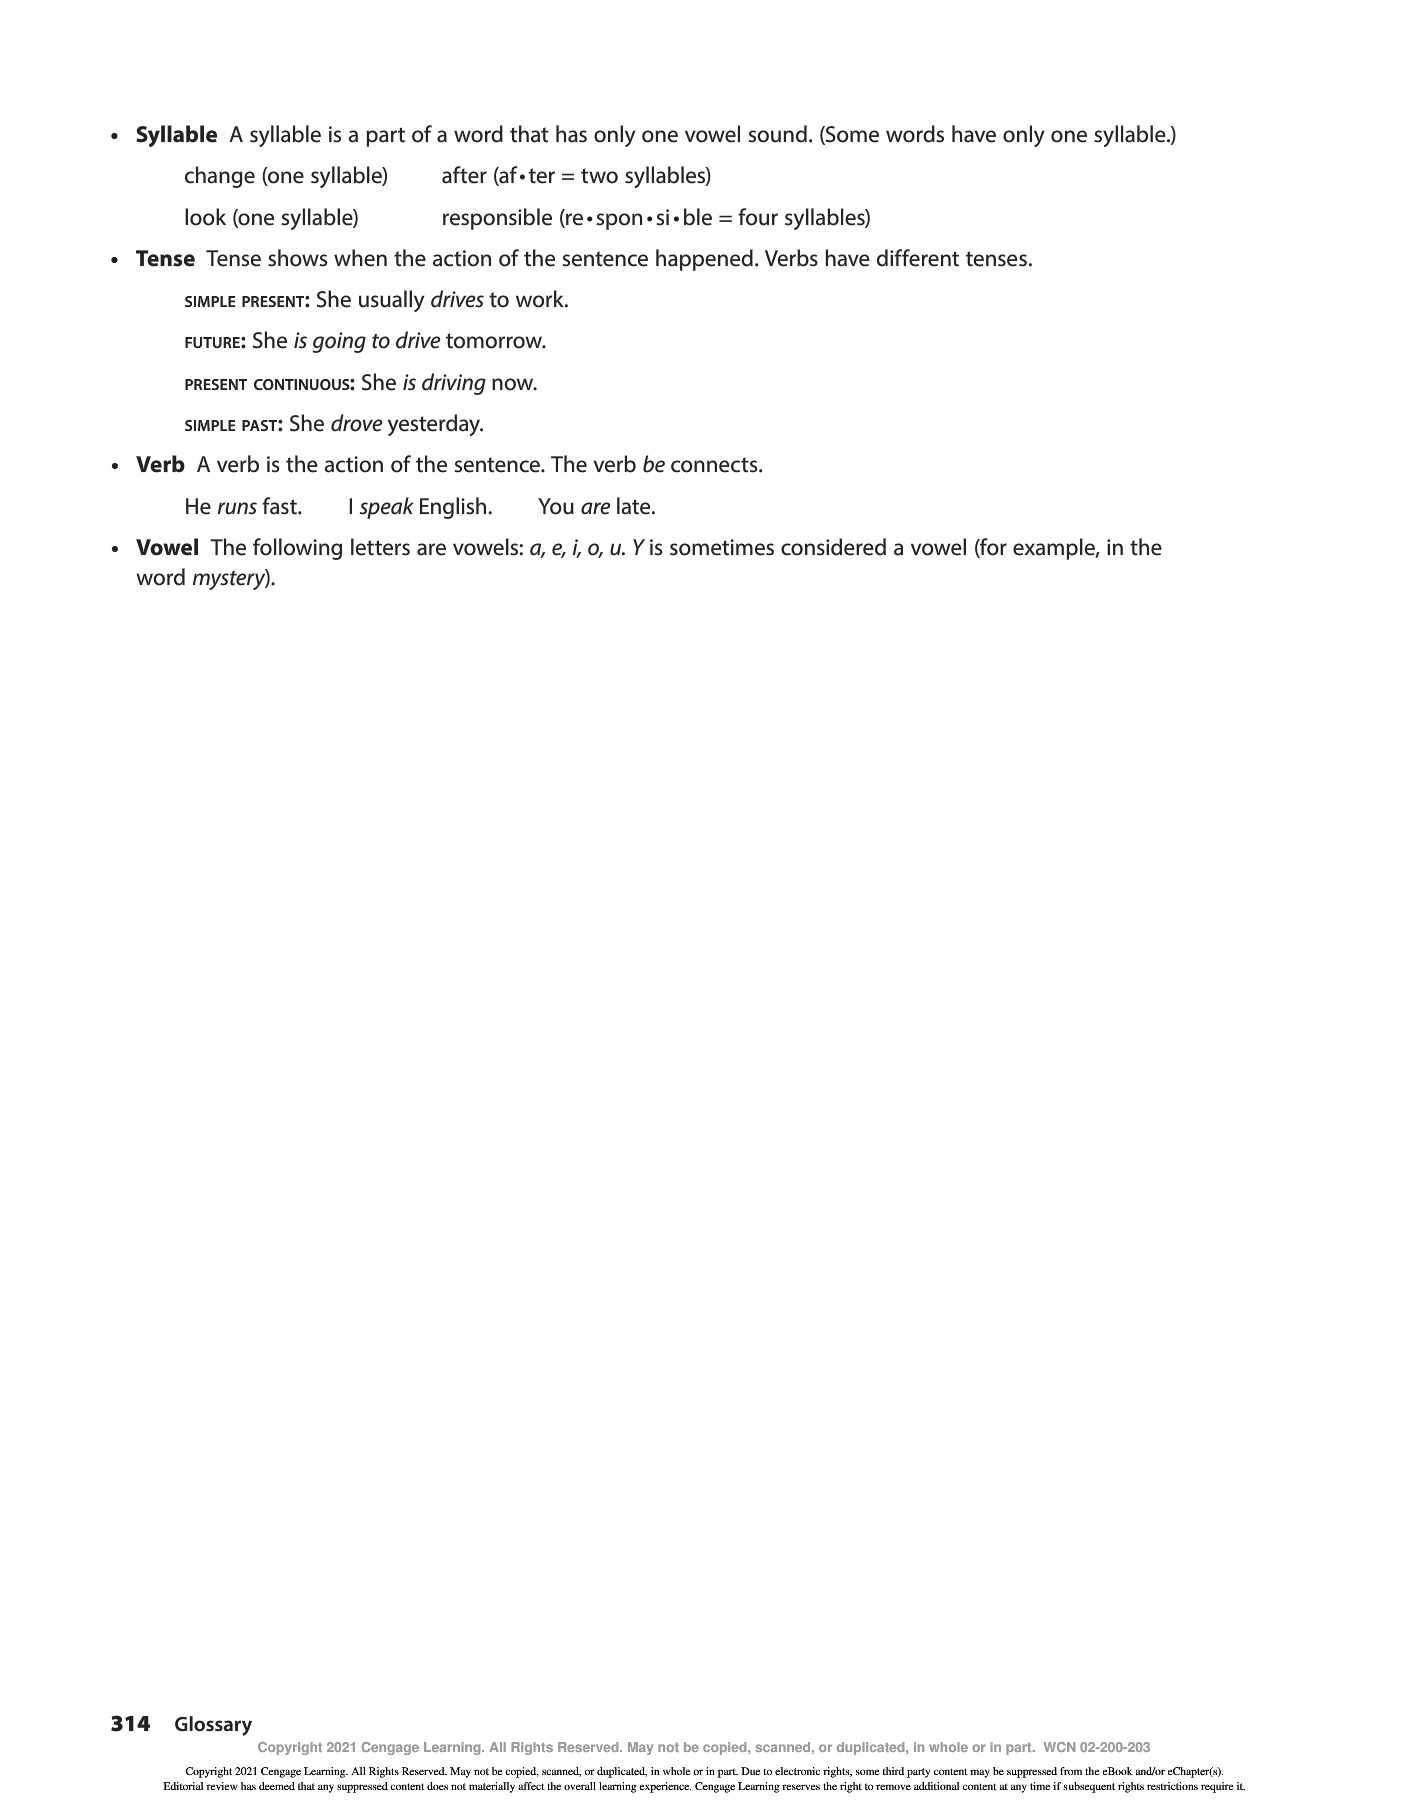 • Syllable A syllable is a part of a word that has only one vowel sound. (Some words have only one syllable.)
change (one syllable) after (af•ter = two syllables)
look (one syllable) responsible (re•spon•si•ble = four syllables)
• Tense Tense shows when the action of the sentence happened. Verbs have different tenses.
SIMPLE PRESENT: She usually drives to work.
FUTURE: She is going to drive tomorrow.
PRESENT CONTINUOUS: She is driving now.
SIMPLE PAST: She drove yesterday.
• Verb A verb is the action of the sentence. The verb be connects.
He runs fast. I speak English. You are late.
• Vowel The following letters are vowels: a, e, i, o, u. Y is sometimes considered a vowel (for example, in the
word mystery).
314 Glossary
Copyright 2021 Cengage Learning. All Rights Reserved. May not be copied, scanned, or duplicated, in whole or in part. WCN 02-200-203
Copyright 2021 Cengage Learning. All Rights Reserved. May not be copied, scanned, or duplicated, in whole or in part. Due to electronic rights, some third party content may be suppressed from the eBook and/or eChapter(s).
Editorial review has deemed that any suppressed content does not materially affect the overall learning experience. Cengage Learning reserves the right to remove additional content at any time if subsequent rights restrictions require it.